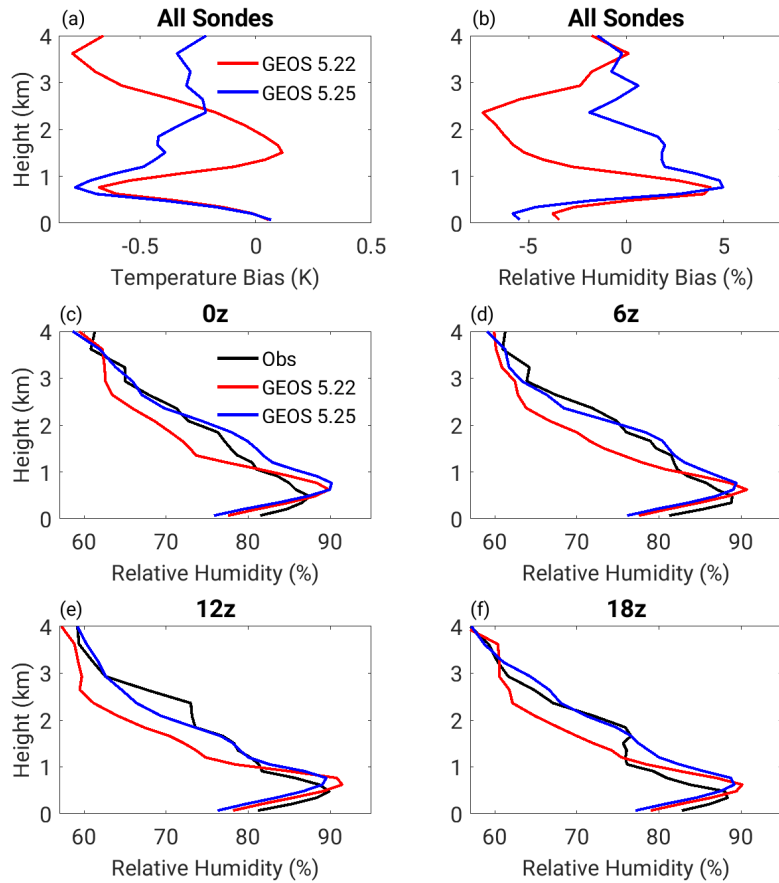 (a) All Sondes
(b) All Sondes
4
3
2
1
0
Height (km)
GEOS 5.22
GEOS 5.25
-0.5 0 0.5
Temperature Bias (K)
4
3
2
1
0
Height (km)
-5 0 5
Relative Humidity Bias (%)
(c) 0z
4
3
2
1
0
Height (km)
Obs
GEOS 5.22
GEOS 5.25
60 70 80 90
Relative Humidity (%)
(d) 6z
4
3
2
1
0
Height (km)
60 70 80 90
Relative Humidity (%)
(e) 12z
4
3
2
1
0
Height (km)
60 70 80 90
Relative Humidity (%)
(f) 18z
4
3
2
1
0
Height (km)
60 70 80 90
Relative Humidity (%)